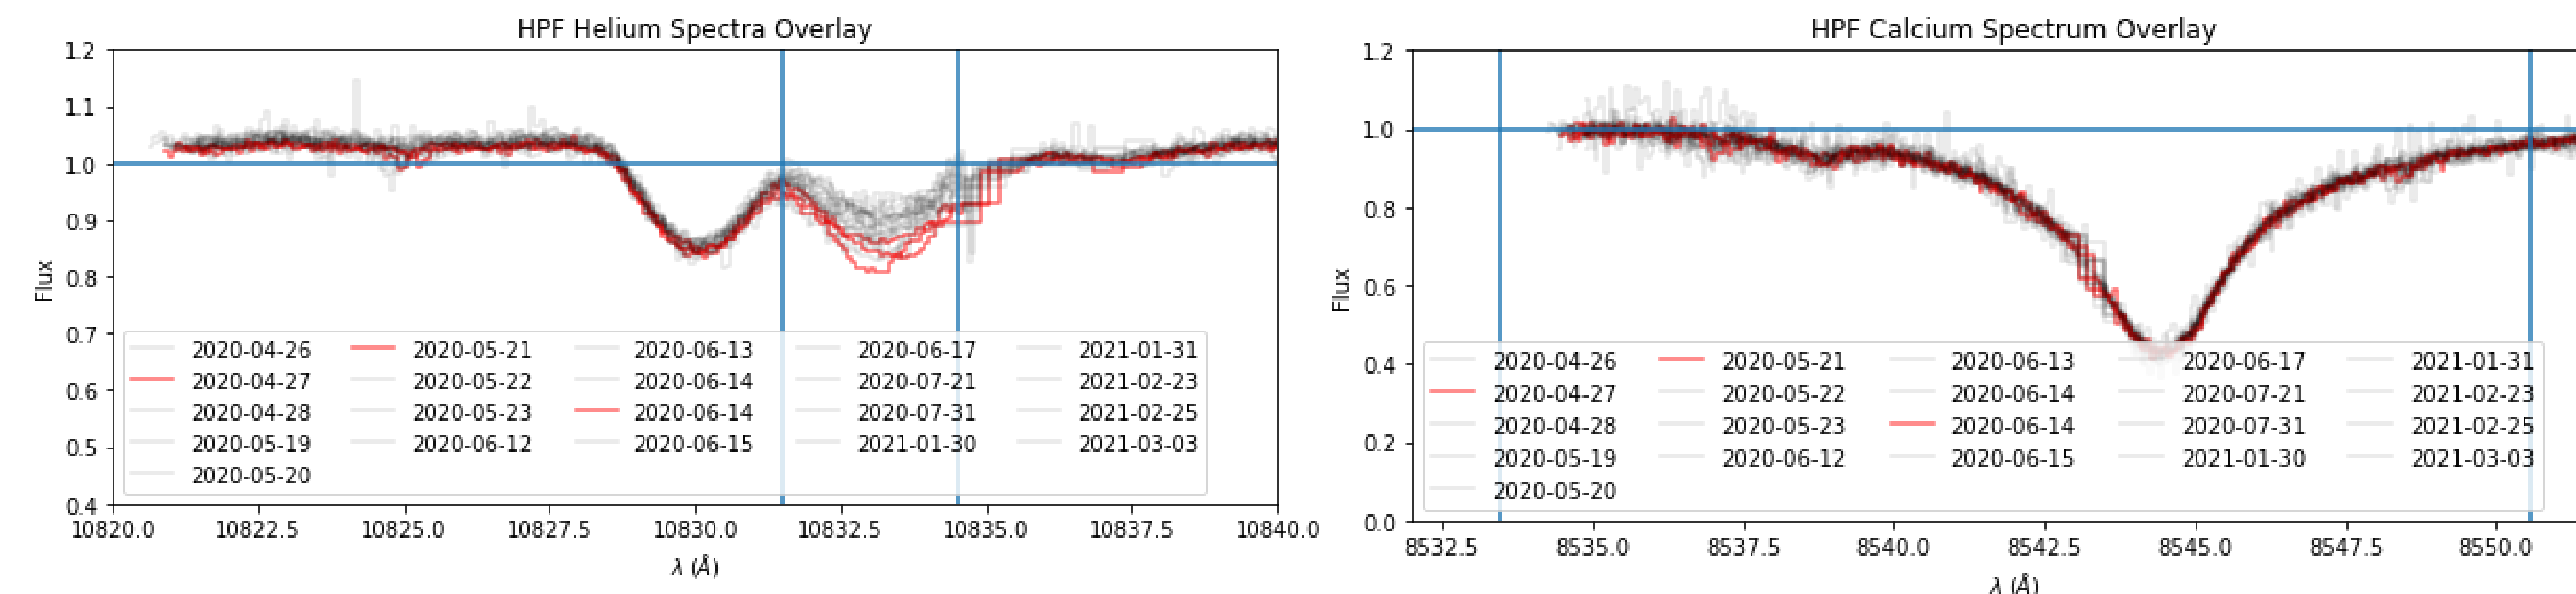 HPF Helium Spectra Overlay
1.2
1.1
1.0
0.9
0.8
0.7
0.6
0.5
0.4
Flux
2020-04-26 2020-05-21 2020-06-13 2020-06-17 2021-01-31
2020-04-27 2020-05-22 2020-06-14 2020-07-21 2021-02-23
2020-04-28 2020-05-23 2020-06-14 2020-07-31 2021-02-25
2020-05-19 2020-06-12 2020-06-15 2021-01-30 2021-03-03
2020-05-20
10820.0 10822.5 10825.0 10827.5 10830.0 10832.5 10835.0 10837.5 10840.0
λ (Å)
HPF Calcium Spectrum Overlay
1.2
1.0
0.8
0.6
0.4
0.2
0.0
Flux
2020-04-26 2020-05-21 2020-06-13 2020-06-17 2021-01-31
2020-04-27 2020-05-22 2020-06-14 2020-07-21 2021-02-23
2020-04-28 2020-05-23 2020-06-14 2020-07-31 2021-02-25
2020-05-19 2020-06-12 2020-06-15 2021-01-30 2021-03-03
2020-05-20
8532.5 8535.0 8537.5 8540.0 8542.5 8545.0 8547.5 8550.0
λ (Å)